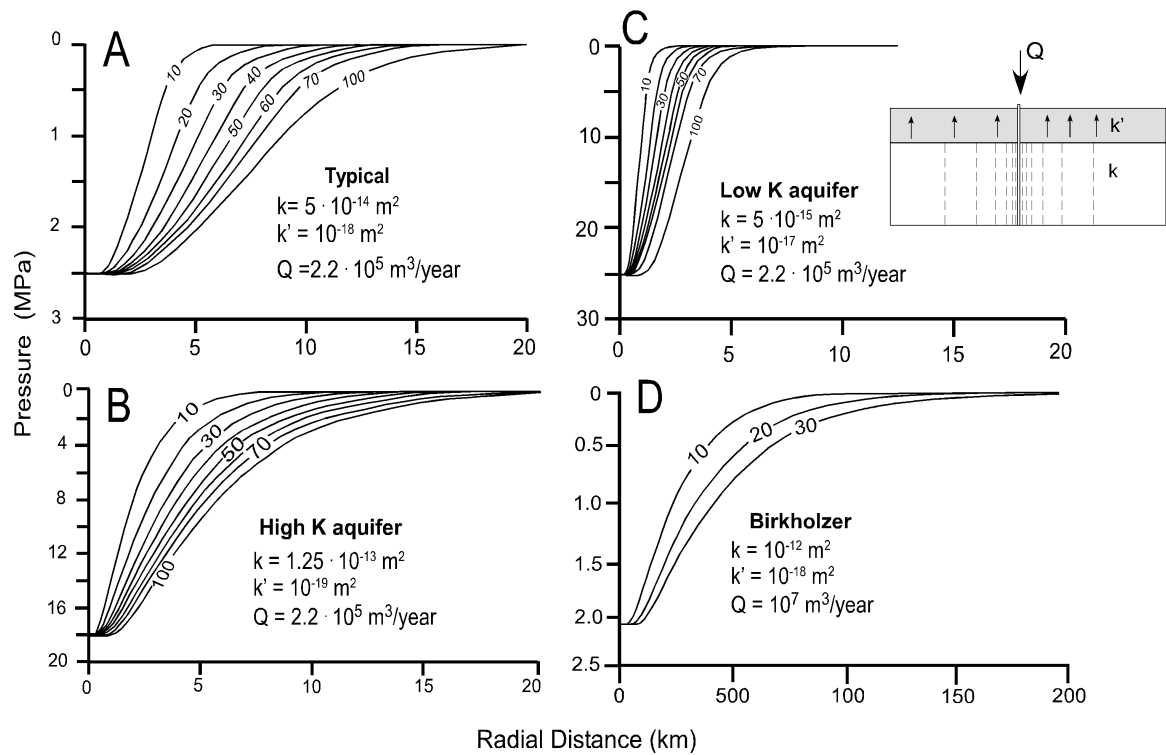 A
0
1
2
3
0
5
10
15
20
10
20
30
40
50
60
70
100
Typical
k= 5 · 10-14 m2
k’ = 10-18 m2
Q =2.2 · 105 m3/year
C
0
10
20
30
0
5
10
15
20
10
30
50
70
100
Low K aquifer
k = 5 ·10-15 m2
k’ = 10-17 m2
Q = 2.2 · 105 m3/year
Q
k’
k
Pressure (MPa)
B
0
4
8
12
16
20
0
5
10
15
20
10
30
50
70
100
High K aquifer
k = 1.25 · 10-13 m2
k’ = 10-19 m2
Q = 2.2 · 105 m3/year
D
0
0.5
1.0
1.5
2.0
2.5
0
500
100
150
200
10
20
30
Birkholzer
k = 10-12 m2
k’ = 10-18 m2
Q = 107 m3/year
Radial Distance (km)